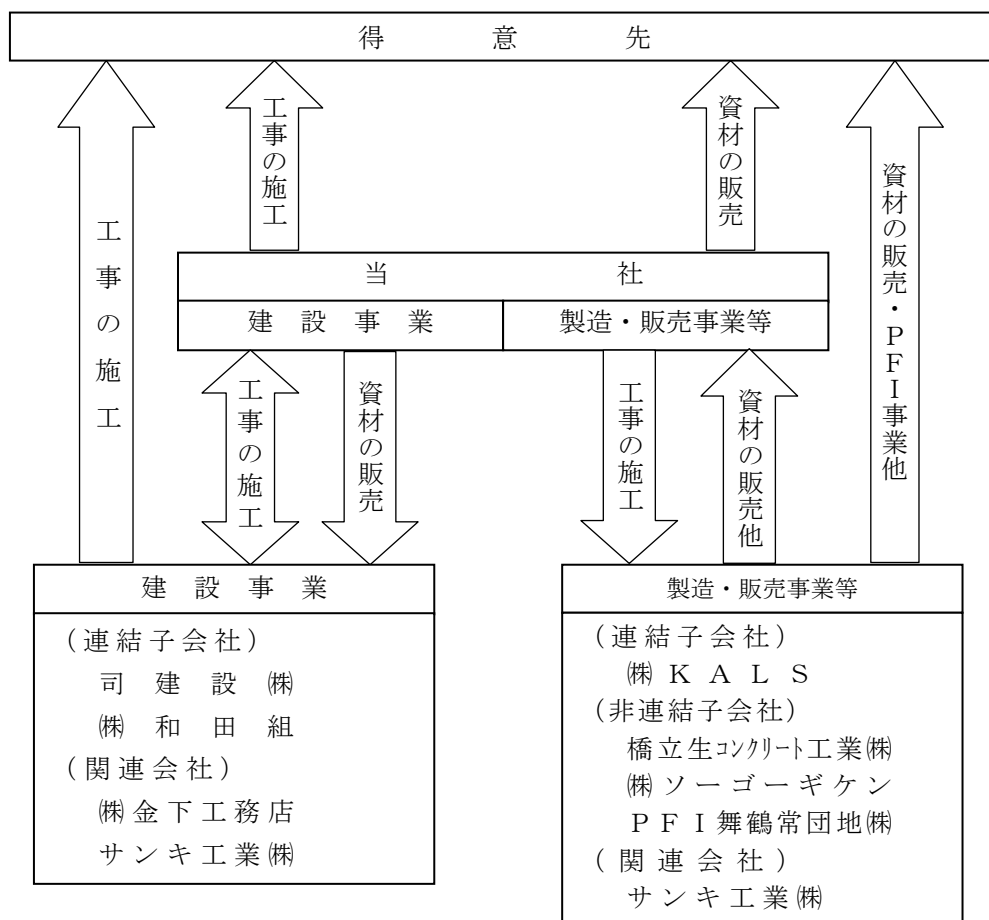 得意先
工事の施工
工事の施工
資材の販売
資材の販売・ＰＦＩ事業他
当社
建設事業
製造・販売事業等
工事の施工
資材の販売
工事の施工
資材の販売他
建設事業
(連結子会社)
司建設㈱
㈱和田組
(関連会社)
㈱金下工務店
サンキ工業㈱
製造・販売事業等
(連結子会社)
㈱ＫＡＬＳ
(非連結子会社)
橋立生ｺﾝｸﾘｰﾄ工業㈱
㈱ソーゴーギケン
ＰＦＩ舞鶴常団地㈱
(関連会社)
サンキ工業㈱